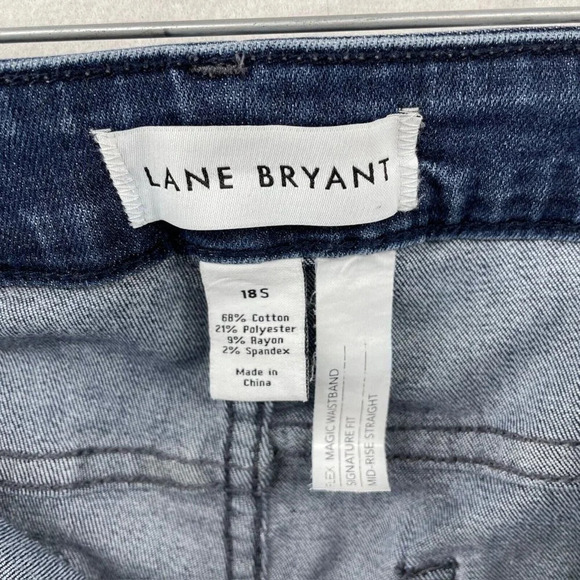 LANE BRYANT
18S
68% Cotton
21% Polyester
9% Rayon
2% Spandex
Made in
China
FLEX MAGIC WAISTBAND
SIGNATURE FIT
MID-RISE STRAIGHT